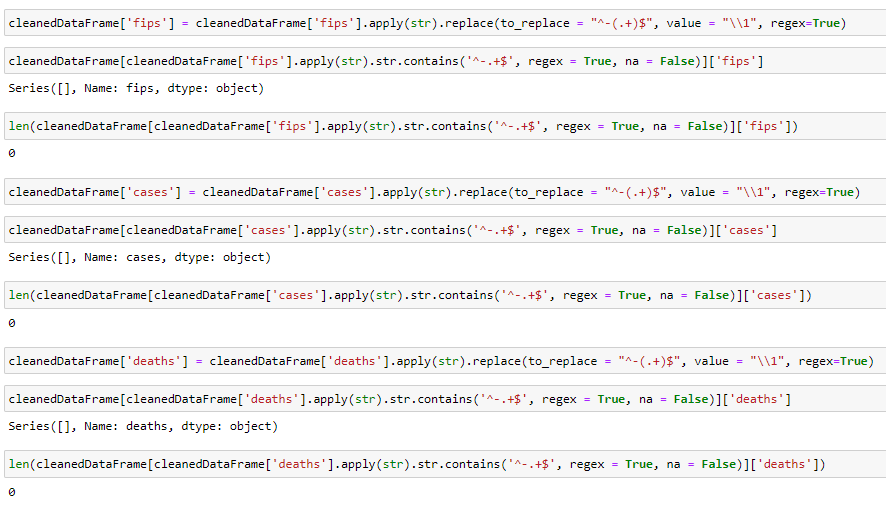 cleanedDataFrame['fips'] = cleanedDataFrame['fips'].apply(str).replace(to_replace = "^-(.+)$", value = "\\1", regex=True)
cleanedDataFrame[cleanedDataFrame['fips'].apply(str).str.contains('^-.+$', regex = True, na = False)]['fips']
Series([], Name: fips, dtype: object)
len(cleanedDataFrame[cleanedDataFrame['fips'].apply(str).str.contains('^-.+$', regex = True, na = False)]['fips'])
0
cleanedDataFrame['cases'] = cleanedDataFrame['cases'].apply(str).replace(to_replace = "^-(.+)$", value = "\\1", regex=True)
cleanedDataFrame[cleanedDataFrame['cases'].apply(str).str.contains('^-.+$', regex = True, na = False)]['cases']
Series([], Name: cases, dtype: object)
len(cleanedDataFrame[cleanedDataFrame['cases'].apply(str).str.contains('^-.+$', regex = True, na = False)]['cases'])
0
cleanedDataFrame['deaths'] = cleanedDataFrame['deaths'].apply(str).replace(to_replace = "^-(.+)$", value = "\\1", regex=True)
cleanedDataFrame[cleanedDataFrame['deaths'].apply(str).str.contains('^-.+$', regex = True, na = False)]['deaths']
Series([], Name: deaths, dtype: object)
len(cleanedDataFrame[cleanedDataFrame['deaths'].apply(str).str.contains('^-.+$', regex = True, na = False)]['deaths'])
0